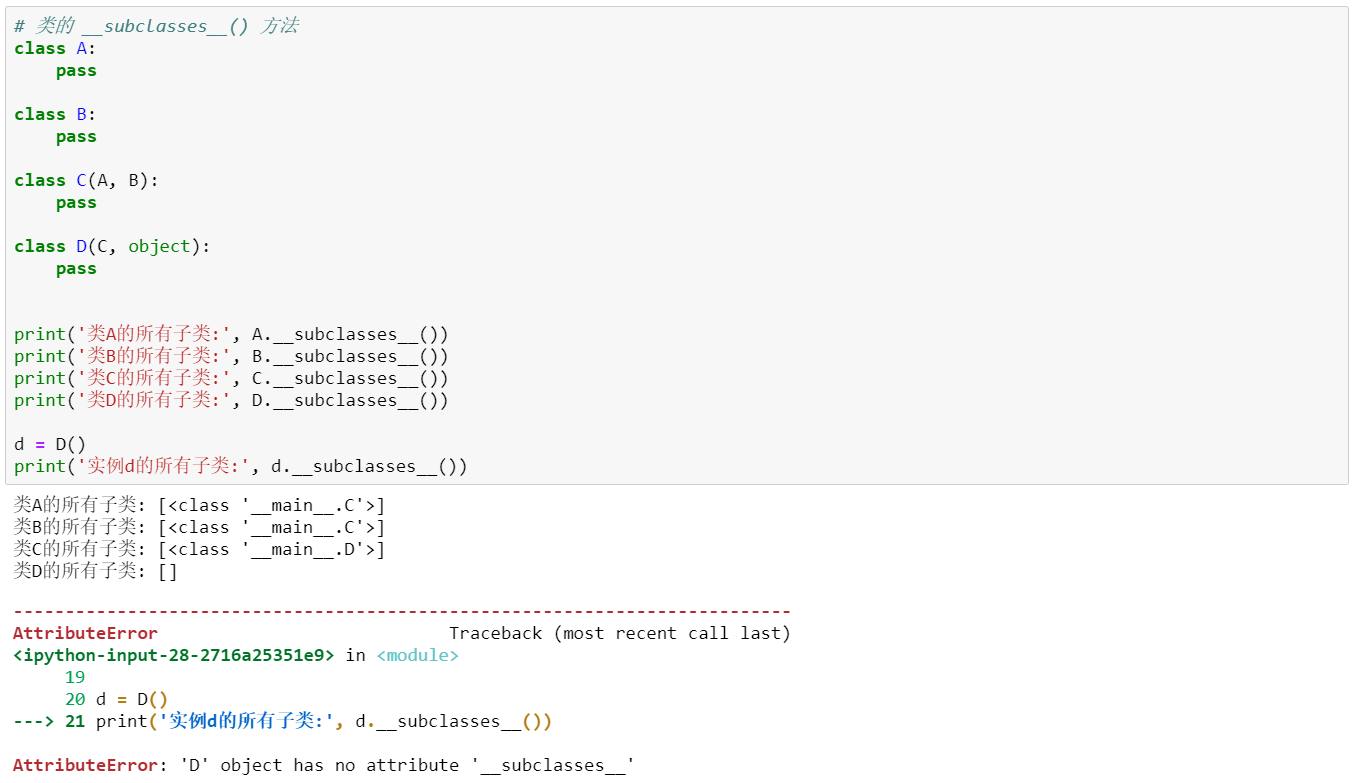 # 类的 __subclasses__() 方法
class A:
    pass

class B:
    pass

class C(A, B):
    pass

class D(C, object):
    pass


print('类A的所有子类:', A.__subclasses__())
print('类B的所有子类:', B.__subclasses__())
print('类C的所有子类:', C.__subclasses__())
print('类D的所有子类:', D.__subclasses__())

d = D()
print('实例d的所有子类:', d.__subclasses__())
类A的所有子类: [<class '__main__.C'>]
类B的所有子类: [<class '__main__.C'>]
类C的所有子类: [<class '__main__.D'>]
类D的所有子类: []
---------------------------------------------------------------------------
AttributeError                            Traceback (most recent call last)
<ipython-input-28-2716a25351e9> in <module>
     19
     20 d = D()
---> 21 print('实例d的所有子类:', d.__subclasses__())

AttributeError: 'D' object has no attribute '__subclasses__'